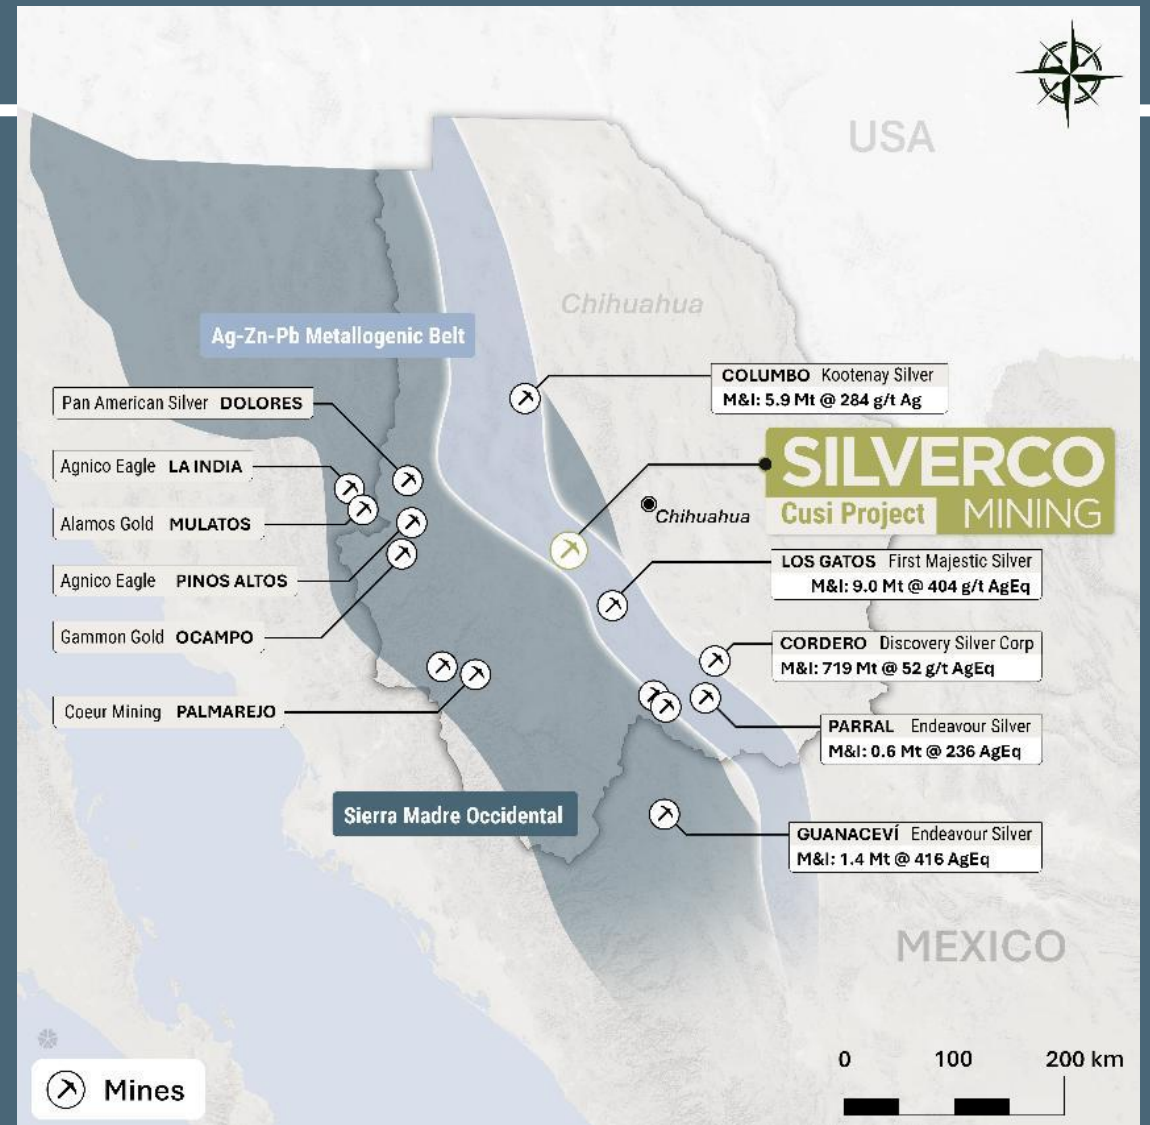 USA
Chihuahua
Ag-Zn-Pb Metallogenic Belt
COLUMBO Kootenay Silver
M&I: 5.9 Mt @ 284 g/t Ag
Pan American Silver DOLORES
SILVERCO
Cusi Project MINING
Agnico Eagle LA INDIA
Alamos Gold MULATOS
Chihuahua
Agnico Eagle PINOS ALTOS
LOS GATOS First Majestic Silver
M&I: 9.0 Mt @ 404 g/t AgEq
Gammon Gold OCAMPO
CORDERO Discovery Silver Corp
M&I: 719 Mt @ 52 g/t AgEq
Coeur Mining PALMAREJO
PARRAL Endeavour Silver
M&I: 0.6 Mt @ 236 AgEq
Sierra Madre Occidental
GUANACEVÍ Endeavour Silver
M&I: 1.4 Mt @ 416 AgEq
MEXICO
0 100 200 km
Mines